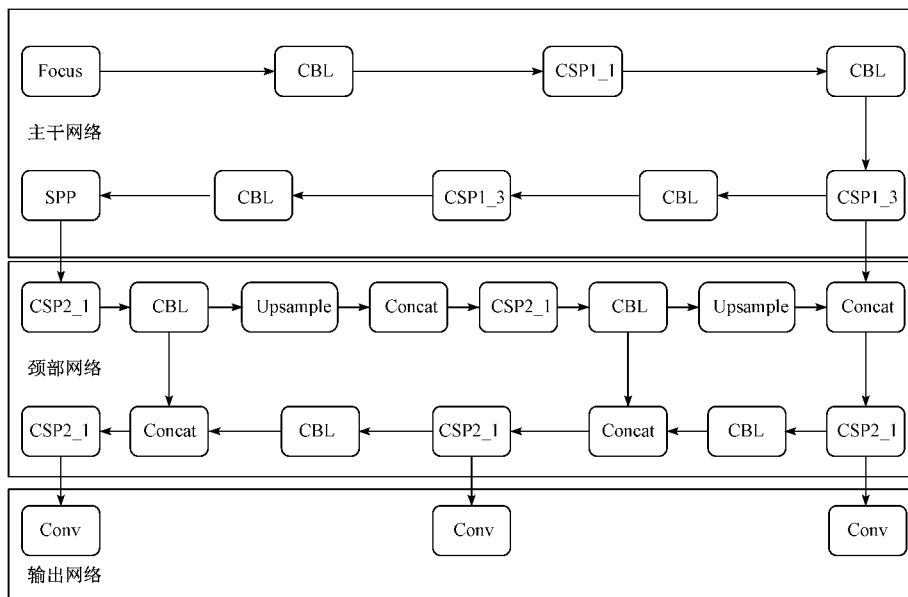 Focus CBL CSP1_1 CBL
主干网络
SPP CBL CSP1_3 CBL CSP1_3
CSP2_1 CBL Upsample Concat CSP2_1 CBL Upsample Concat
颈部网络
CSP2_1 Concat CBL CSP2_1 Concat CBL CSP2_1
Conv Conv Conv
输出网络